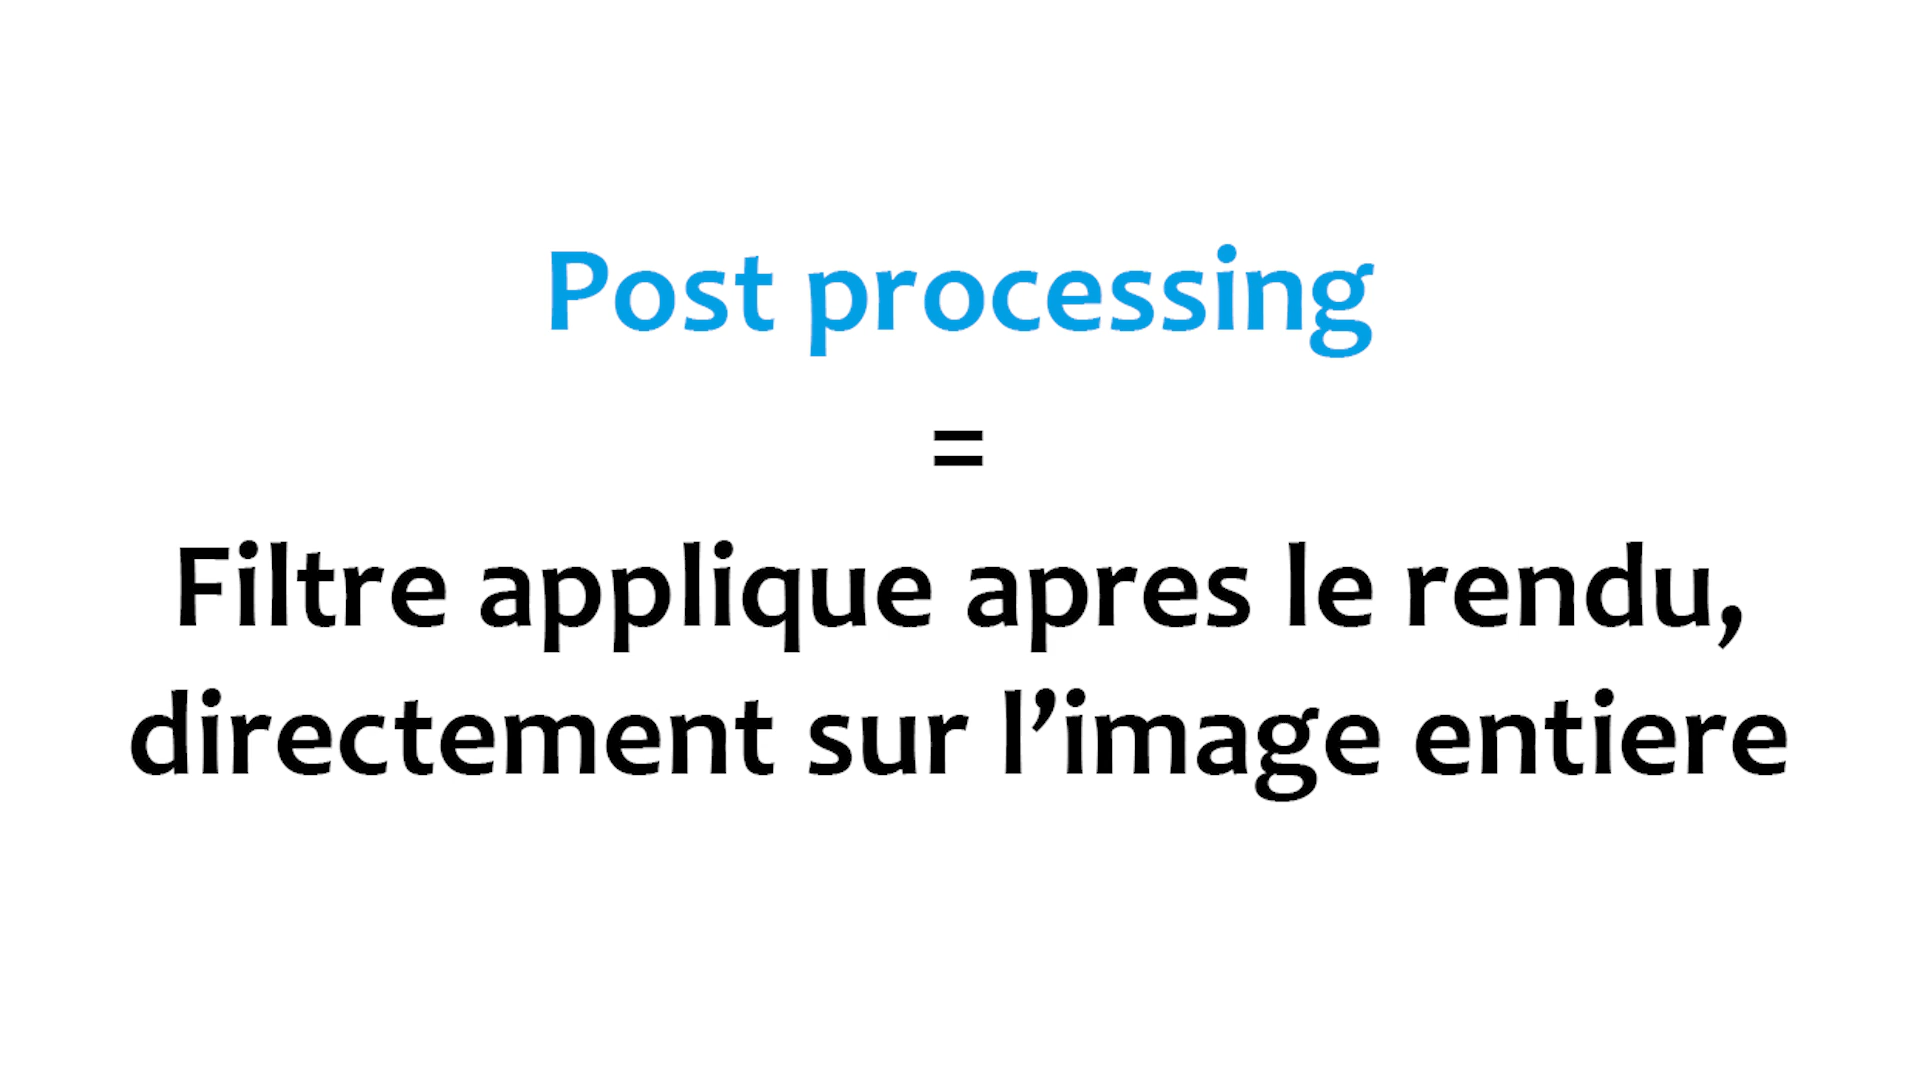 Post processing
=
Filtre applique apres le rendu,
directement sur l’image entiere